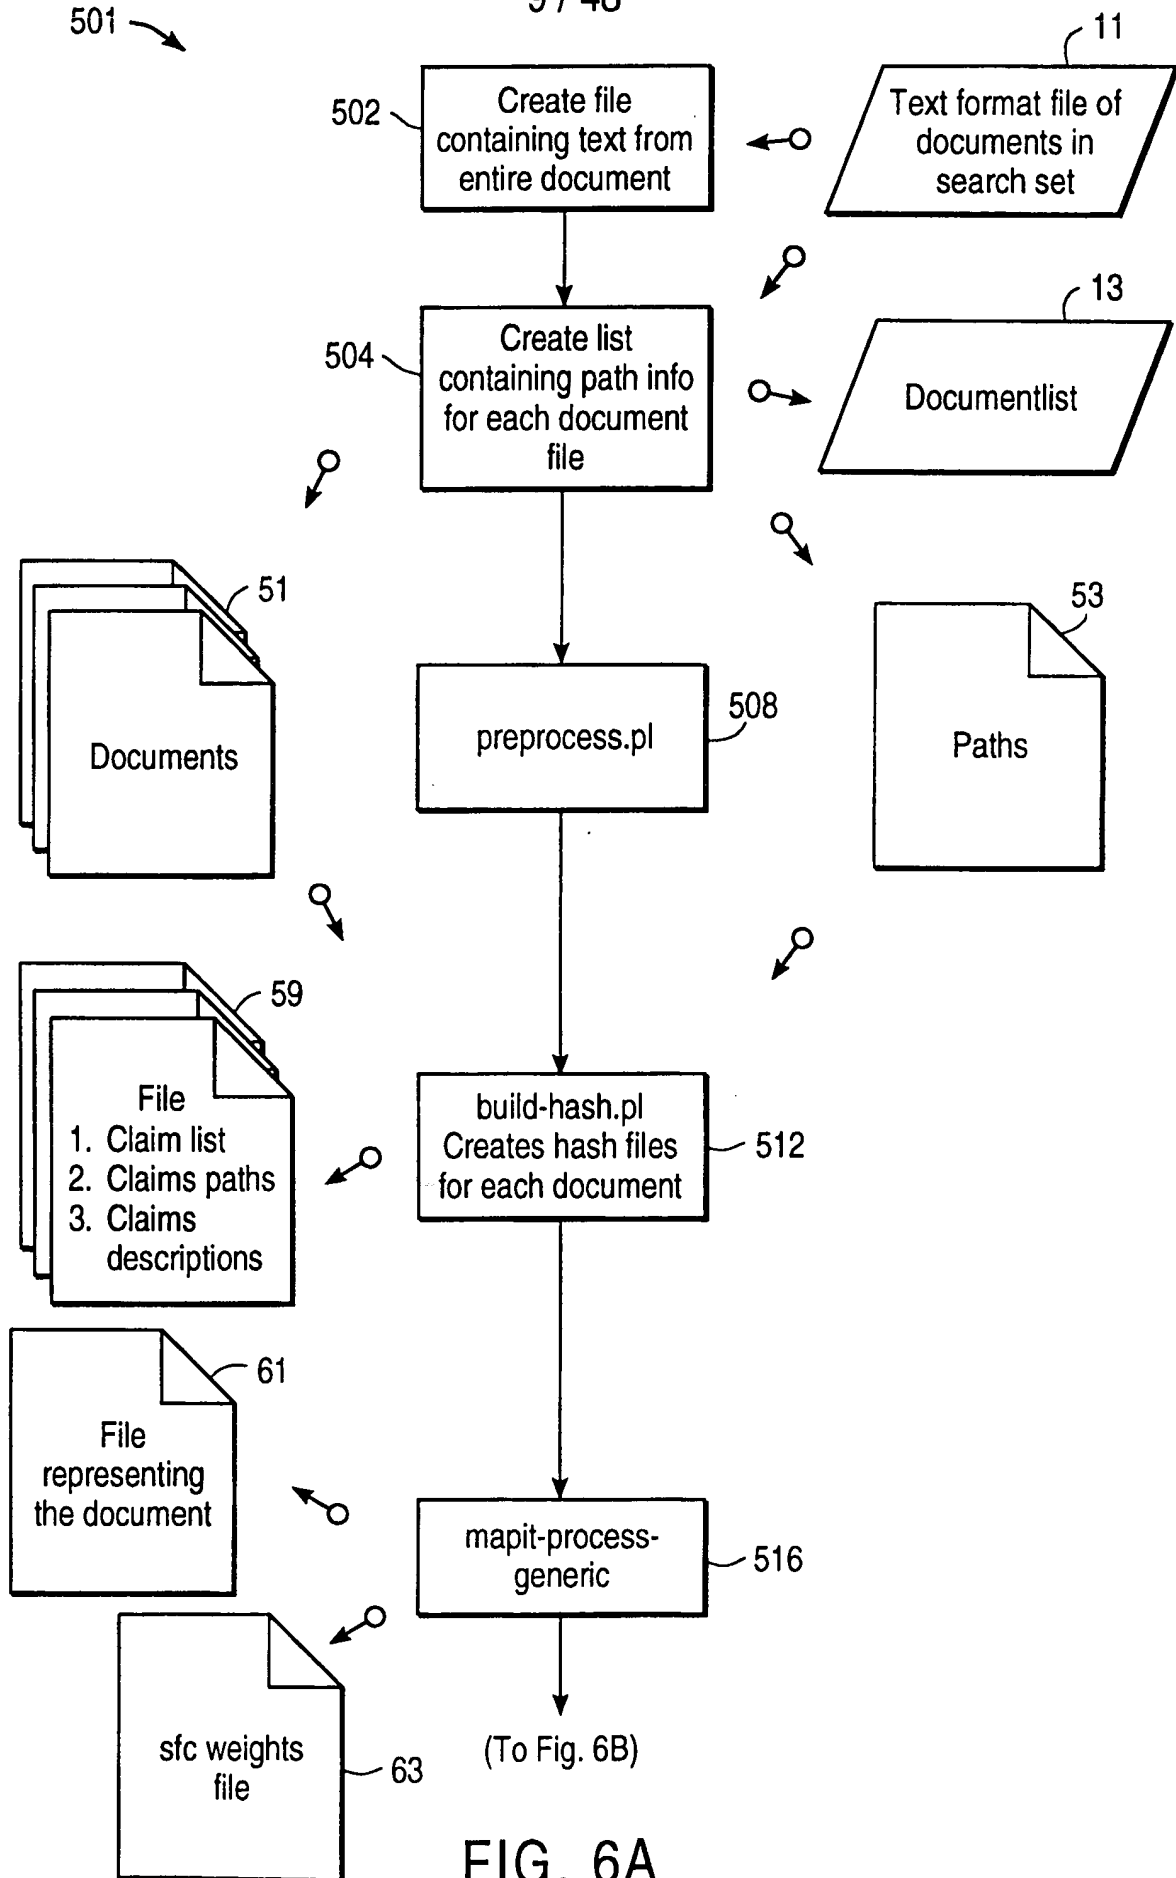 9 / 48
501
11
502
Create file
containing text from
entire document
Text format file of
documents in
search set
13
504
Create list
containing path info
for each document
file
Documentlist
51
53
Documents
preprocess.pl
508
Paths
59
File
1. Claim list
2. Claims paths
3. Claims
descriptions
build-hash.pl
Creates hash files
for each document
512
61
File
representing
the document
mapit-process-
generic
516
sfc weights
file
63
(To Fig. 6B)
FIG. 6A